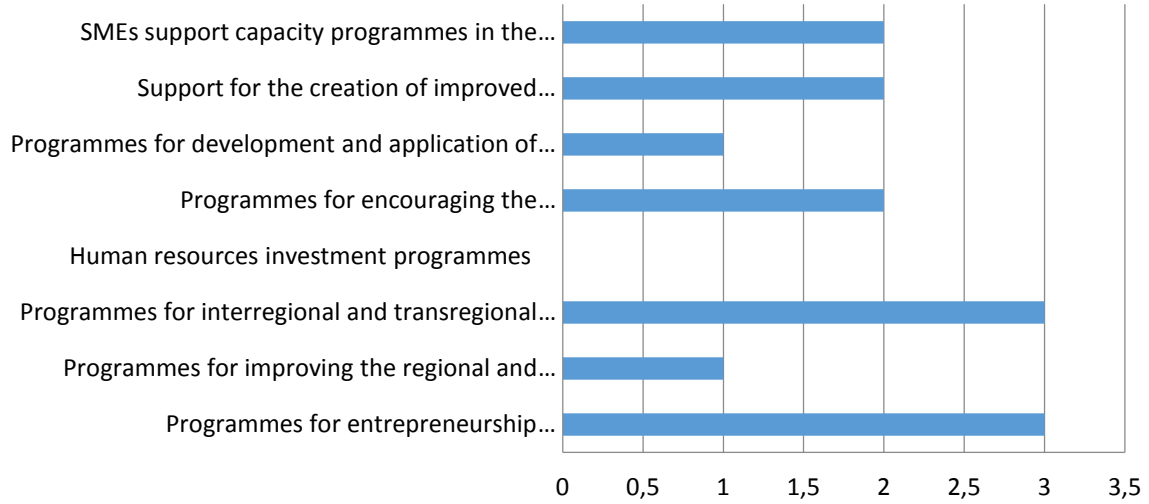 SMEs support capacity programmes in the…
Support for the creation of improved…
Programmes for development and application of…
Programmes for encouraging the…
Human resources investment programmes
Programmes for interregional and transregional…
Programmes for improving the regional and…
Programmes for entrepreneurship…
0 0,5 1 1,5 2 2,5 3 3,5